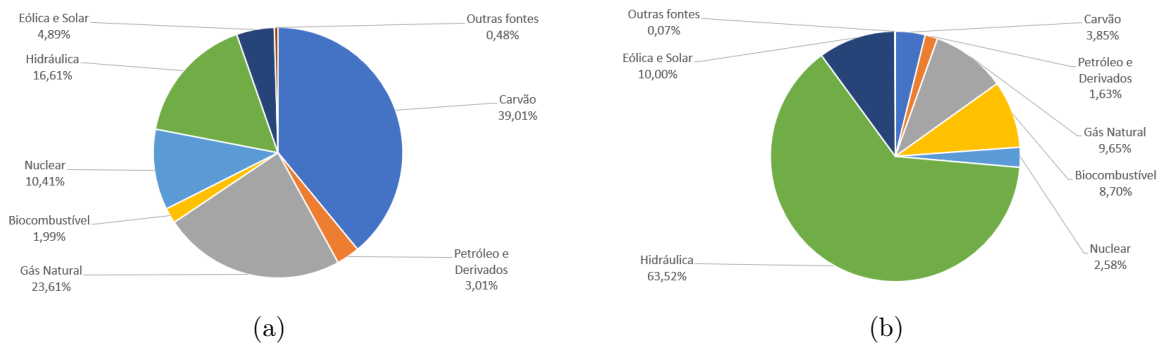 Eólica e Solar
4,89%
Outras fontes
0,48%
Hidráulica
16,61%
Carvão
39,01%
Nuclear
10,41%
Biocombustível
1,99%
Gás Natural
23,61%
Petróleo e
Derivados
3,01%
(a)
Outras fontes
0,07%
Eólica e Solar
10,00%
Carvão
3,85%
Petróleo e
Derivados
1,63%
Gás Natural
9,65%
Biocombustível
8,70%
Nuclear
2,58%
Hidráulica
63,52%
(b)